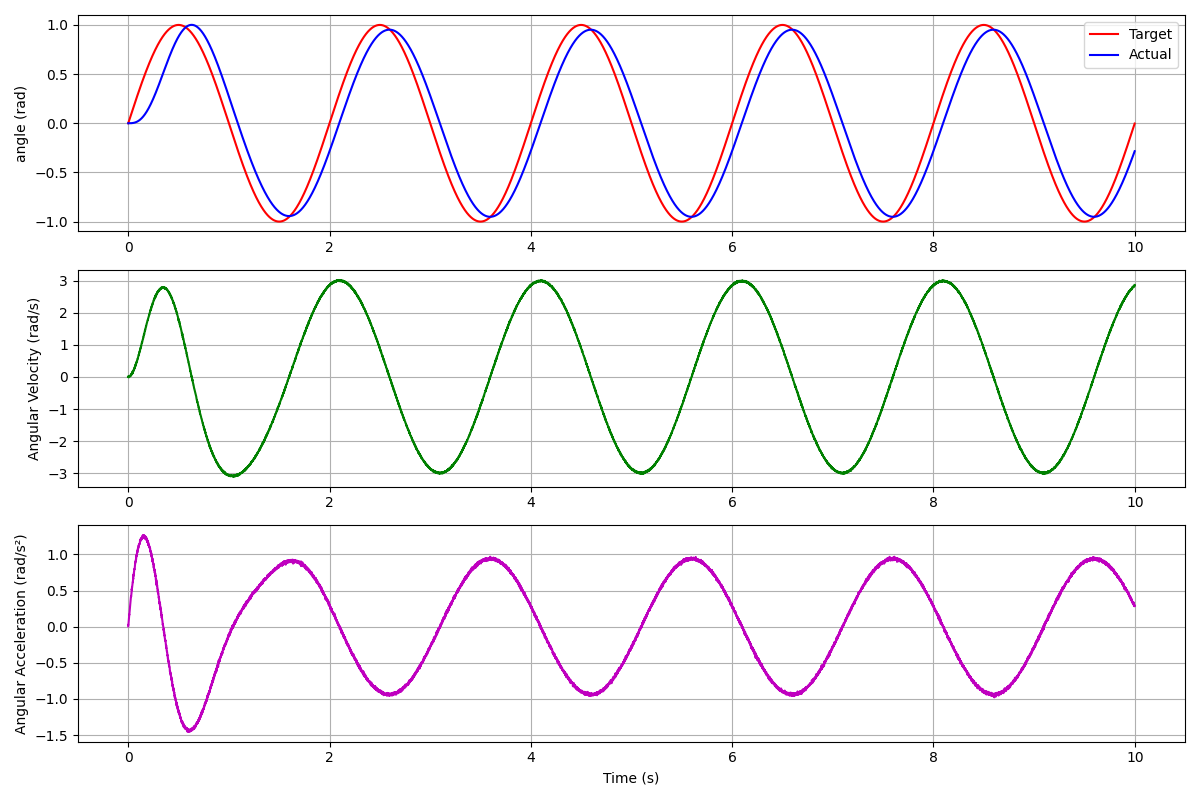 1.0
0.5
0.0
−0.5
−1.0
angle (rad)
Target
Actual
0 2 4 6 8 10
3
2
1
0
−1
−2
−3
Angular Velocity (rad/s)
0 2 4 6 8 10
1.0
0.5
0.0
−0.5
−1.0
−1.5
Angular Acceleration (rad/s²)
0 2 4 6 8 10
Time (s)